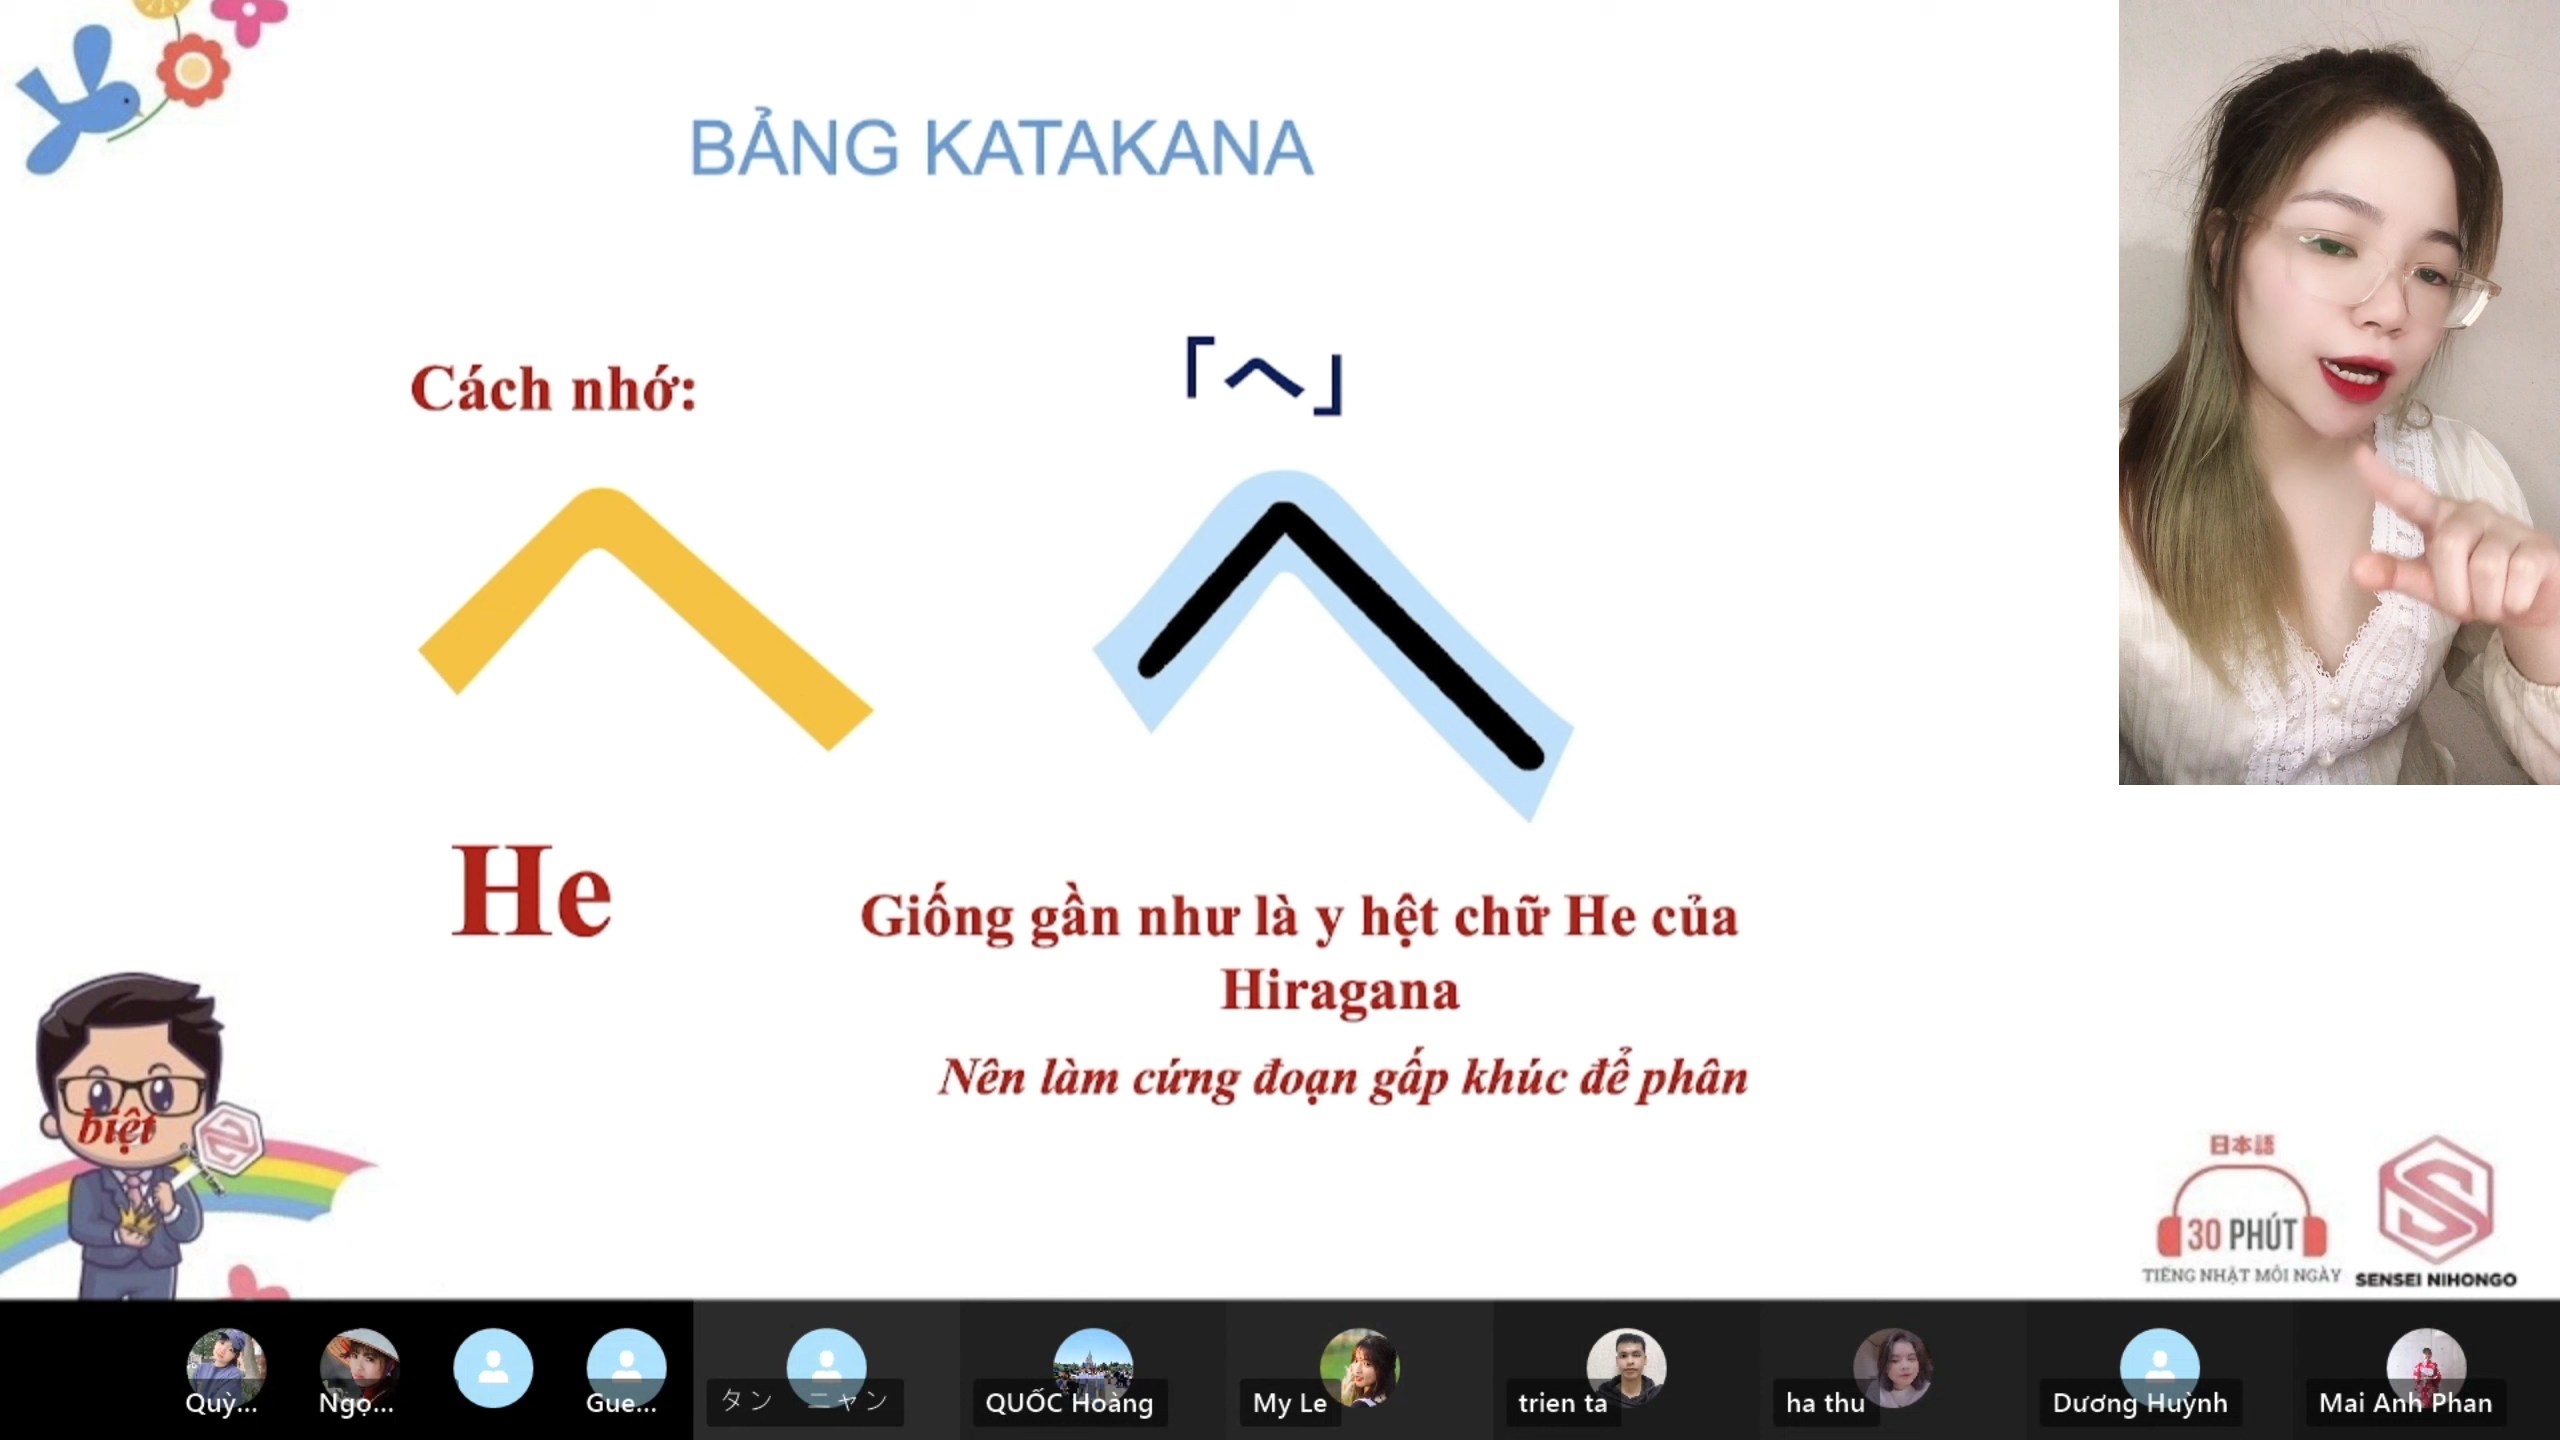 BẢNG KATAKANA
Cách nhớ:
「ヘ」
He
Giống gần như là y hệt chữ He của
Hiragana
Nên làm cứng đoạn gấp khúc để phân
biệt
日本語
30 PHÚT
TIẾNG NHẬT MỖI NGÀY
SENSEI NIHONGO
Quỳ...
Ngọ...
Gue...
タン ニャン
QUỐC Hoàng
My Le
trien ta
ha thu
Dương Huỳnh
Mai Anh Phan